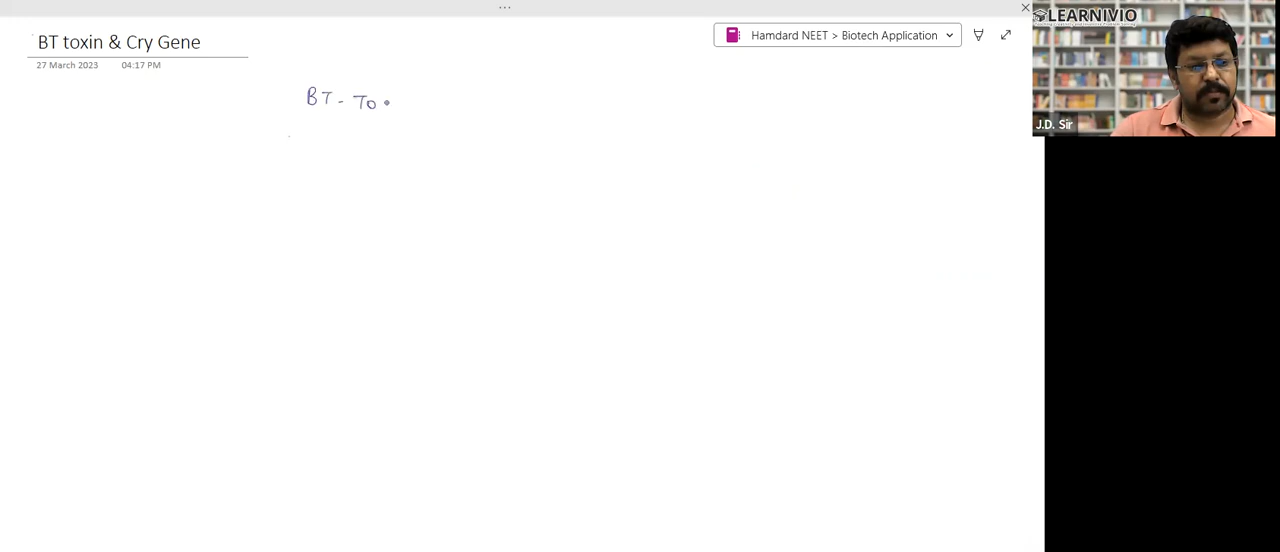 BT toxin & Cry Gene
Hamdard NEET > Biotech Application
27 March 2023 04:17 PM
BT - To
LEARNIVIO
J.D. Sir